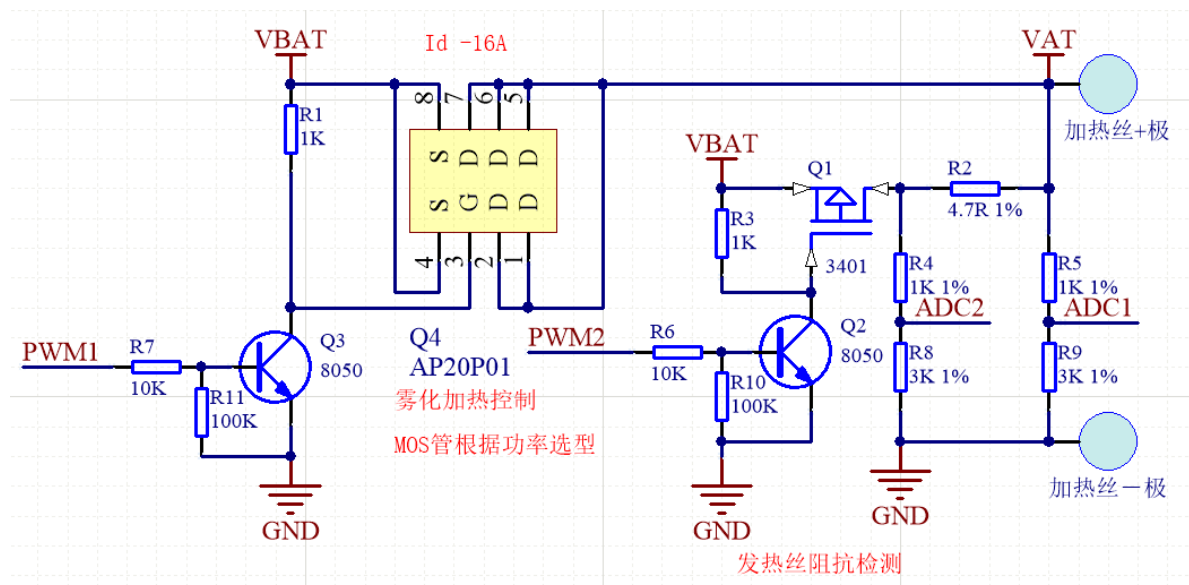 VBAT
Id -16A
VAT
R1
1K
8
7
6
5
S
D
D
D
S
G
D
D
4
3
2
1
加热丝+极
VBAT
Q1
R2
4.7R 1%
R3
1K
3401
R4
1K 1%
ADC2
R5
1K 1%
ADC1
PWM1
R7
10K
Q3
8050
R11
100K
Q4
AP20P01
雾化加热控制
MOS管根据功率选型
PWM2
R6
10K
Q2
8050
R10
100K
R8
3K 1%
R9
3K 1%
加热丝－极
GND
GND
GND
发热丝阻抗检测